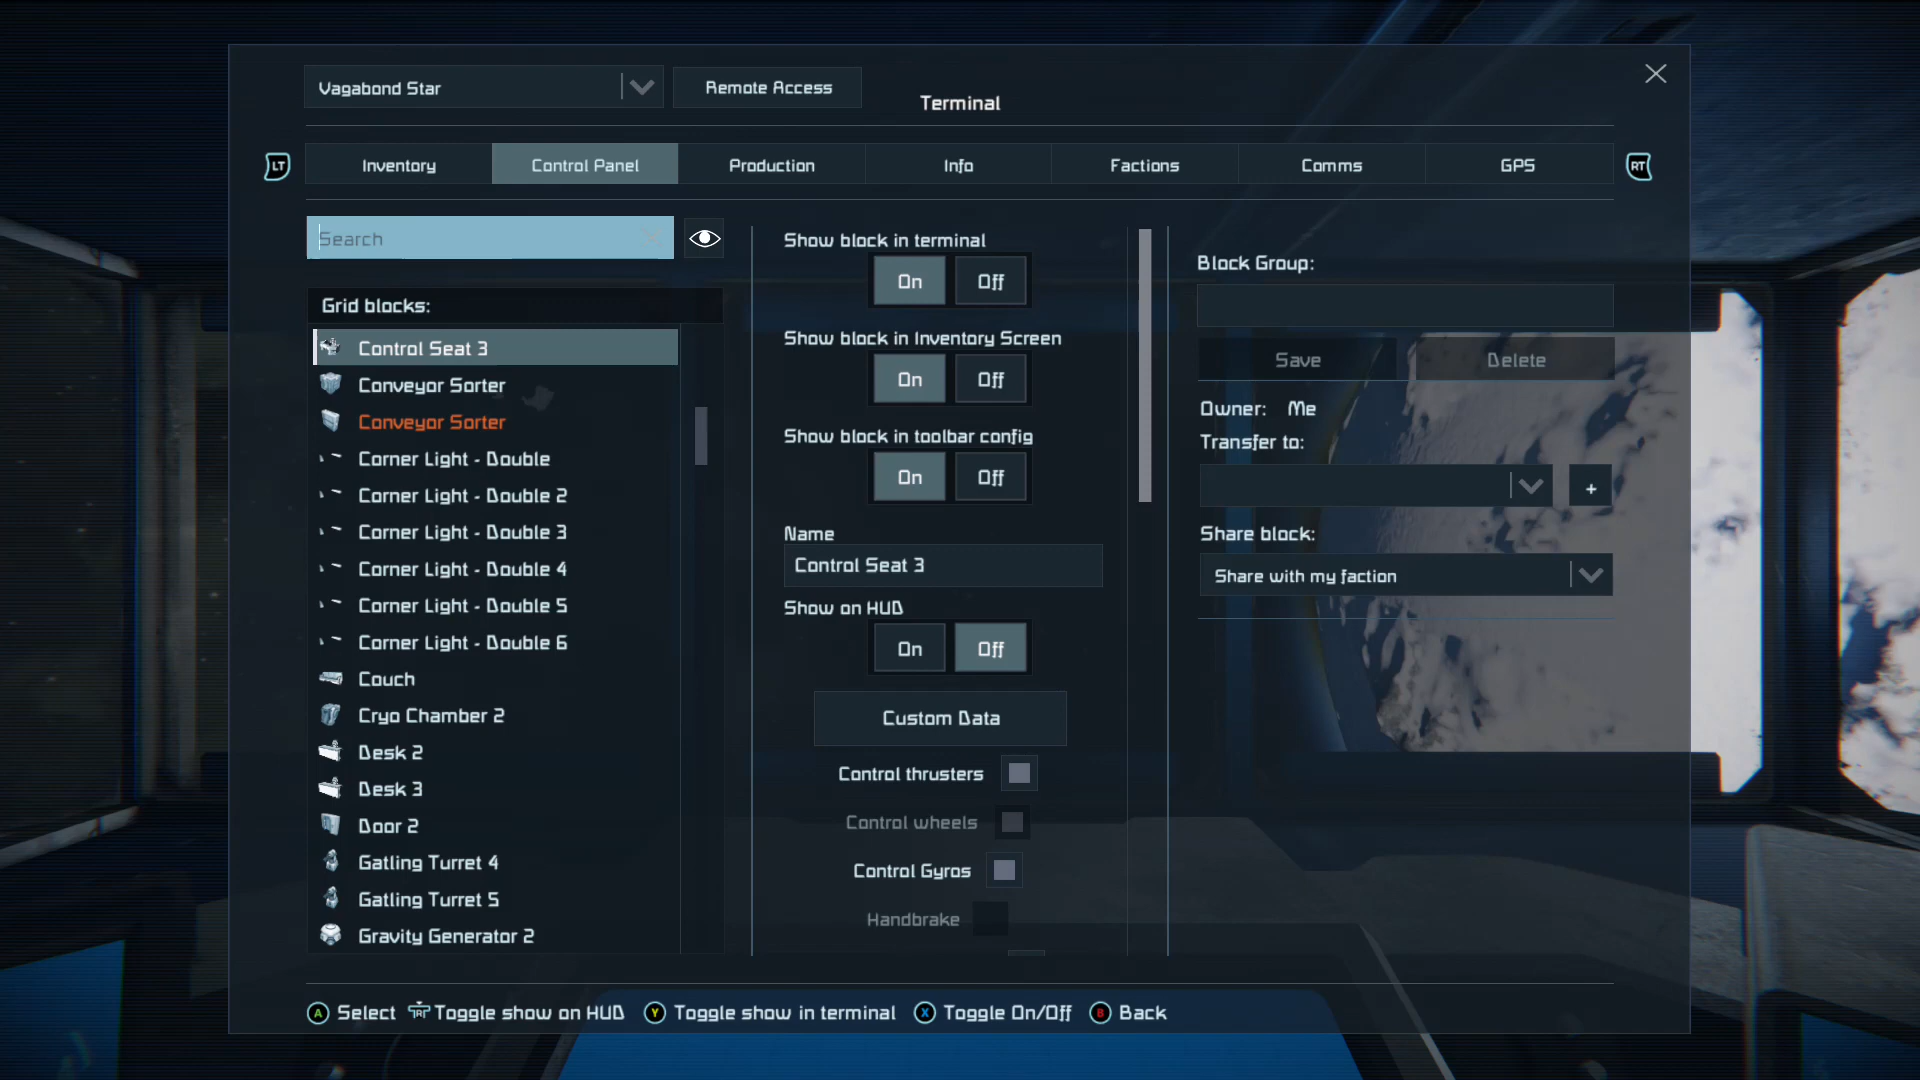 Vagabond Star
Remote Access
Terminal
LT
Inventory
Control Panel
Production
Info
Factions
Comms
GPS
RT
Search
Grid blocks:
Control Seat 3
Conveyor Sorter
Conveyor Sorter
Corner Light - Double
Corner Light - Double 2
Corner Light - Double 3
Corner Light - Double 4
Corner Light - Double 5
Corner Light - Double 6
Couch
Cryo Chamber 2
Desk 2
Desk 3
Door 2
Gatling Turret 4
Gatling Turret 5
Gravity Generator 2
Show block in terminal
On Off
Show block in Inventory Screen
On Off
Show block in toolbar config
On Off
Name
Control Seat 3
Show on HUD
On Off
Custom Data
Control thrusters
Control wheels
Control Gyros
Handbrake
Block Group:
Save Delete
Owner: Me
Transfer to:
+
Share block:
Share with my faction
A Select Toggle show on HUD Y Toggle show in terminal X Toggle On/Off B Back